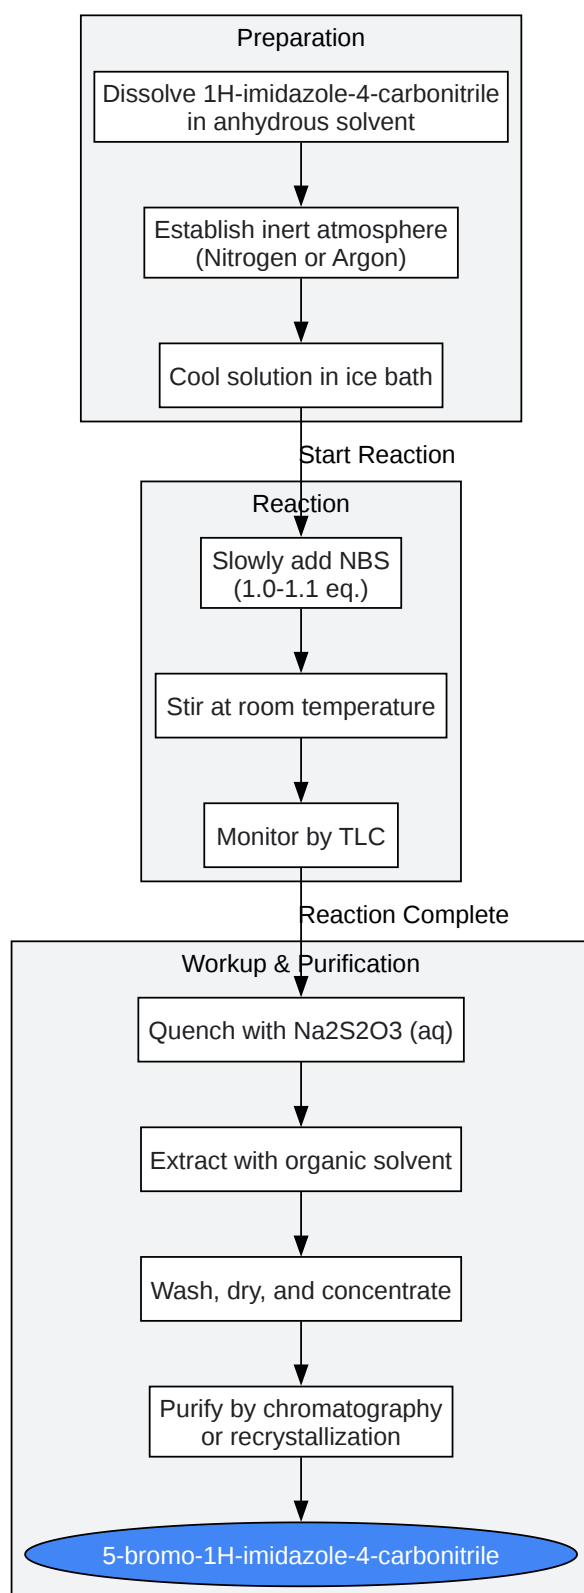 Preparation
Dissolve 1H-imidazole-4-carbonitrile
in anhydrous solvent
Establish inert atmosphere
(Nitrogen or Argon)
Cool solution in ice bath
Start Reaction
Reaction
Slowly add NBS
(1.0-1.1 eq.)
Stir at room temperature
Monitor by TLC
Reaction Complete
Workup & Purification
Quench with Na2S2O3 (aq)
Extract with organic solvent
Wash, dry, and concentrate
Purify by chromatography
or recrystallization
5-bromo-1H-imidazole-4-carbonitrile